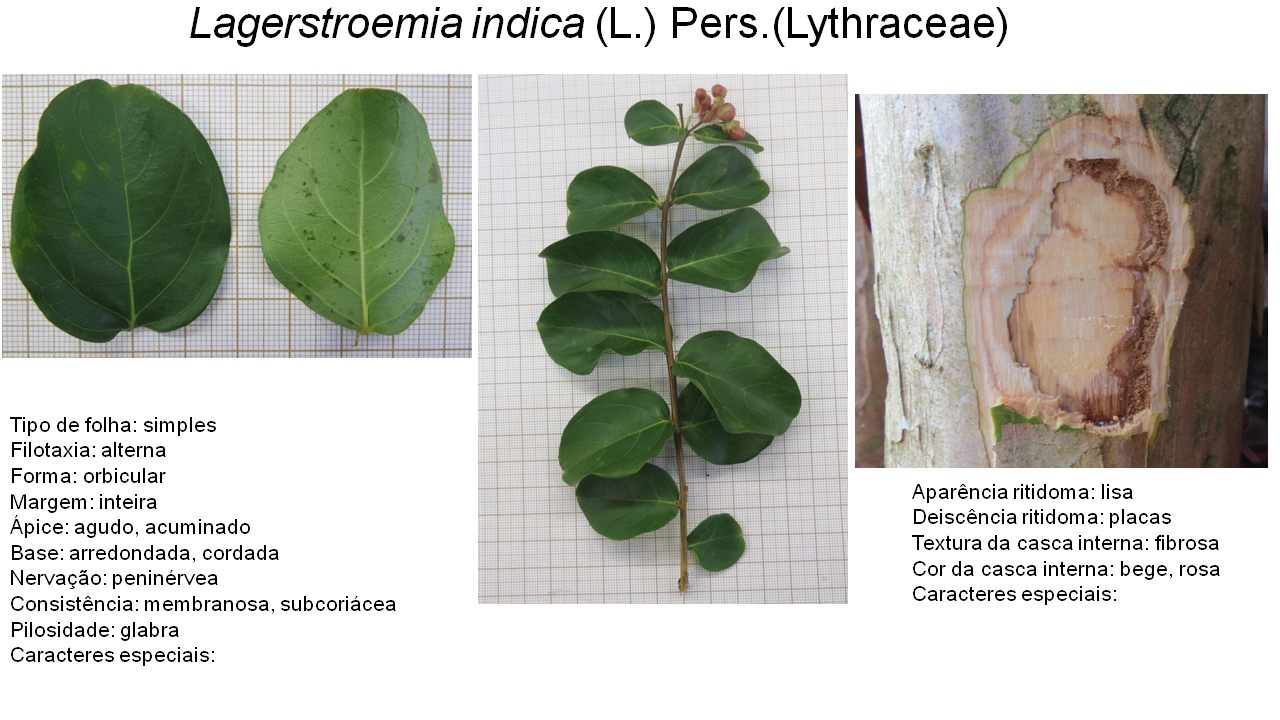 Lagerstroemia indica (L.) Pers.(Lythraceae)
Tipo de folha: simples
Filotaxia: alterna
Forma: orbicular
Margem: inteira
Ápice: agudo, acuminado
Base: arredondada, cordada
Nervação: peninérvea
Consistência: membranosa, subcoriácea
Pilosidade: glabra
Caracteres especiais:
Aparência ritidoma: lisa
Deiscência ritidoma: placas
Textura da casca interna: fibrosa
Cor da casca interna: bege, rosa
Caracteres especiais: